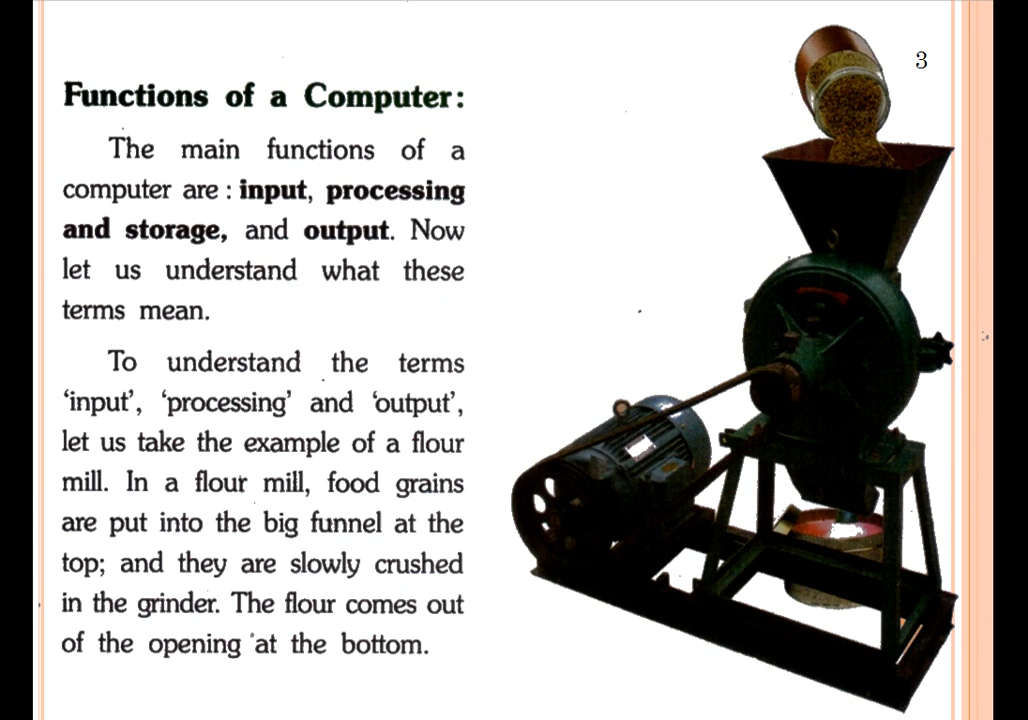 3
Functions of a Computer:
The main functions of a
computer are : input, processing
and storage, and output. Now
let us understand what these
terms mean.
To understand the terms
‘input’, ‘processing’ and ‘output’,
let us take the example of a flour
mill. In a flour mill, food grains
are put into the big funnel at the
top; and they are slowly crushed
in the grinder. The flour comes out
of the opening at the bottom.